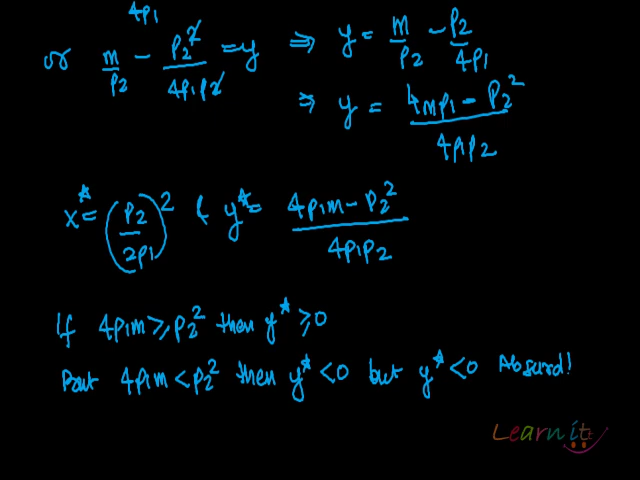 4p₁
or m/p₂ − p₂²/4p₁p₂ = y ⇒ y = m/p₂ − p₂/4p₁
⇒ y = 4mp₁ − p₂²/4p₁p₂
x* = (p₂/2p₁)² & y* = 4p₁m − p₂²/4p₁p₂
If 4p₁m ≥ p₂² then y* ≥ 0
But 4p₁m < p₂² then y* < 0 but y* < 0 Absurd!
Learnitt